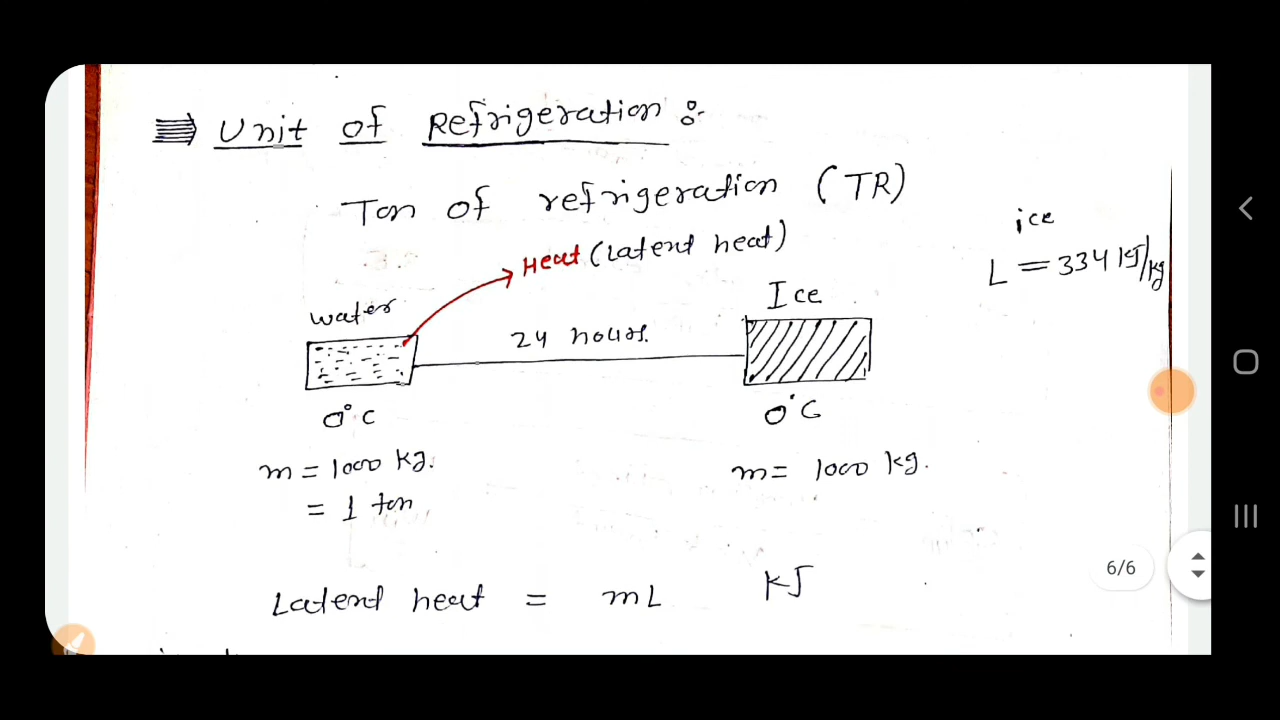 Unit of Refrigeration :-
Ton of refrigeration (TR)
Heat (Latent heat)
ice
L = 334 kJ/kg
water
24 hours.
Ice
0°C
0°C
m = 1000 kg.
= 1 ton
m = 1000 kg.
Latent heat = mL kJ
6/6